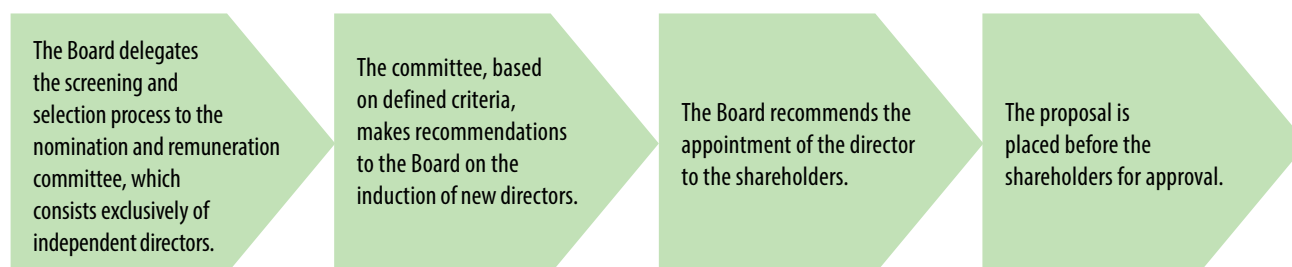 The Board delegates
the screening and
selection process to the
nomination and remuneration
committee, which
consists exclusively of
independent directors.
The committee, based
on defined criteria,
makes recommendations
to the Board on the
induction of new directors.
The Board recommends the
appointment of the director
to the shareholders.
The proposal is
placed before the
shareholders for approval.